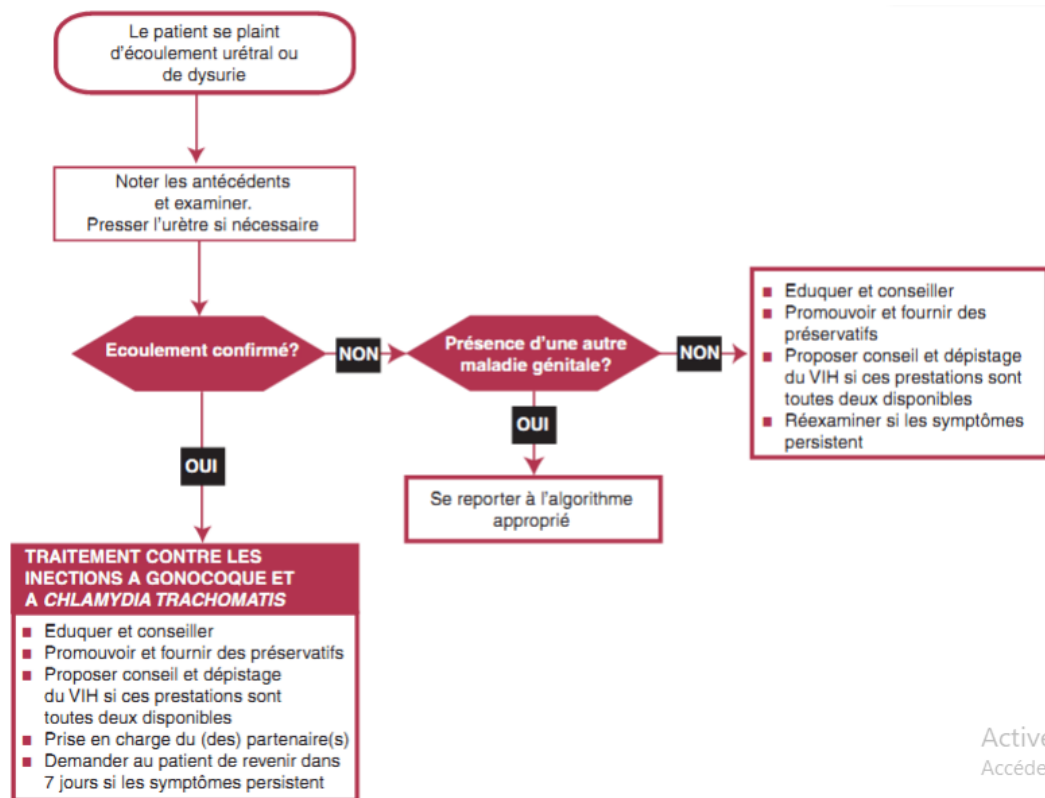 Le patient se plaint
d'écoulement urétral ou
de dysurie
Noter les antécédents
et examiner.
Presser l'urètre si nécessaire
Ecoulement confirmé?
NON
Présence d'une autre
maladie génitale?
NON
■ Eduquer et conseiller
■ Promouvoir et fournir des
préservatifs
■ Proposer conseil et dépistage
du VIH si ces prestations sont
toutes deux disponibles
■ Réexaminer si les symptômes
persistent
OUI
Se reporter à l'algorithme
approprié
OUI
TRAITEMENT CONTRE LES
INECTIONS A GONOCOQUE ET
A CHLAMYDIA TRACHOMATIS
■ Eduquer et conseiller
■ Promouvoir et fournir des préservatifs
■ Proposer conseil et dépistage
du VIH si ces prestations sont
toutes deux disponibles
■ Prise en charge du (des) partenaire(s)
■ Demander au patient de revenir dans
7 jours si les symptômes persistent
Active
Accéde